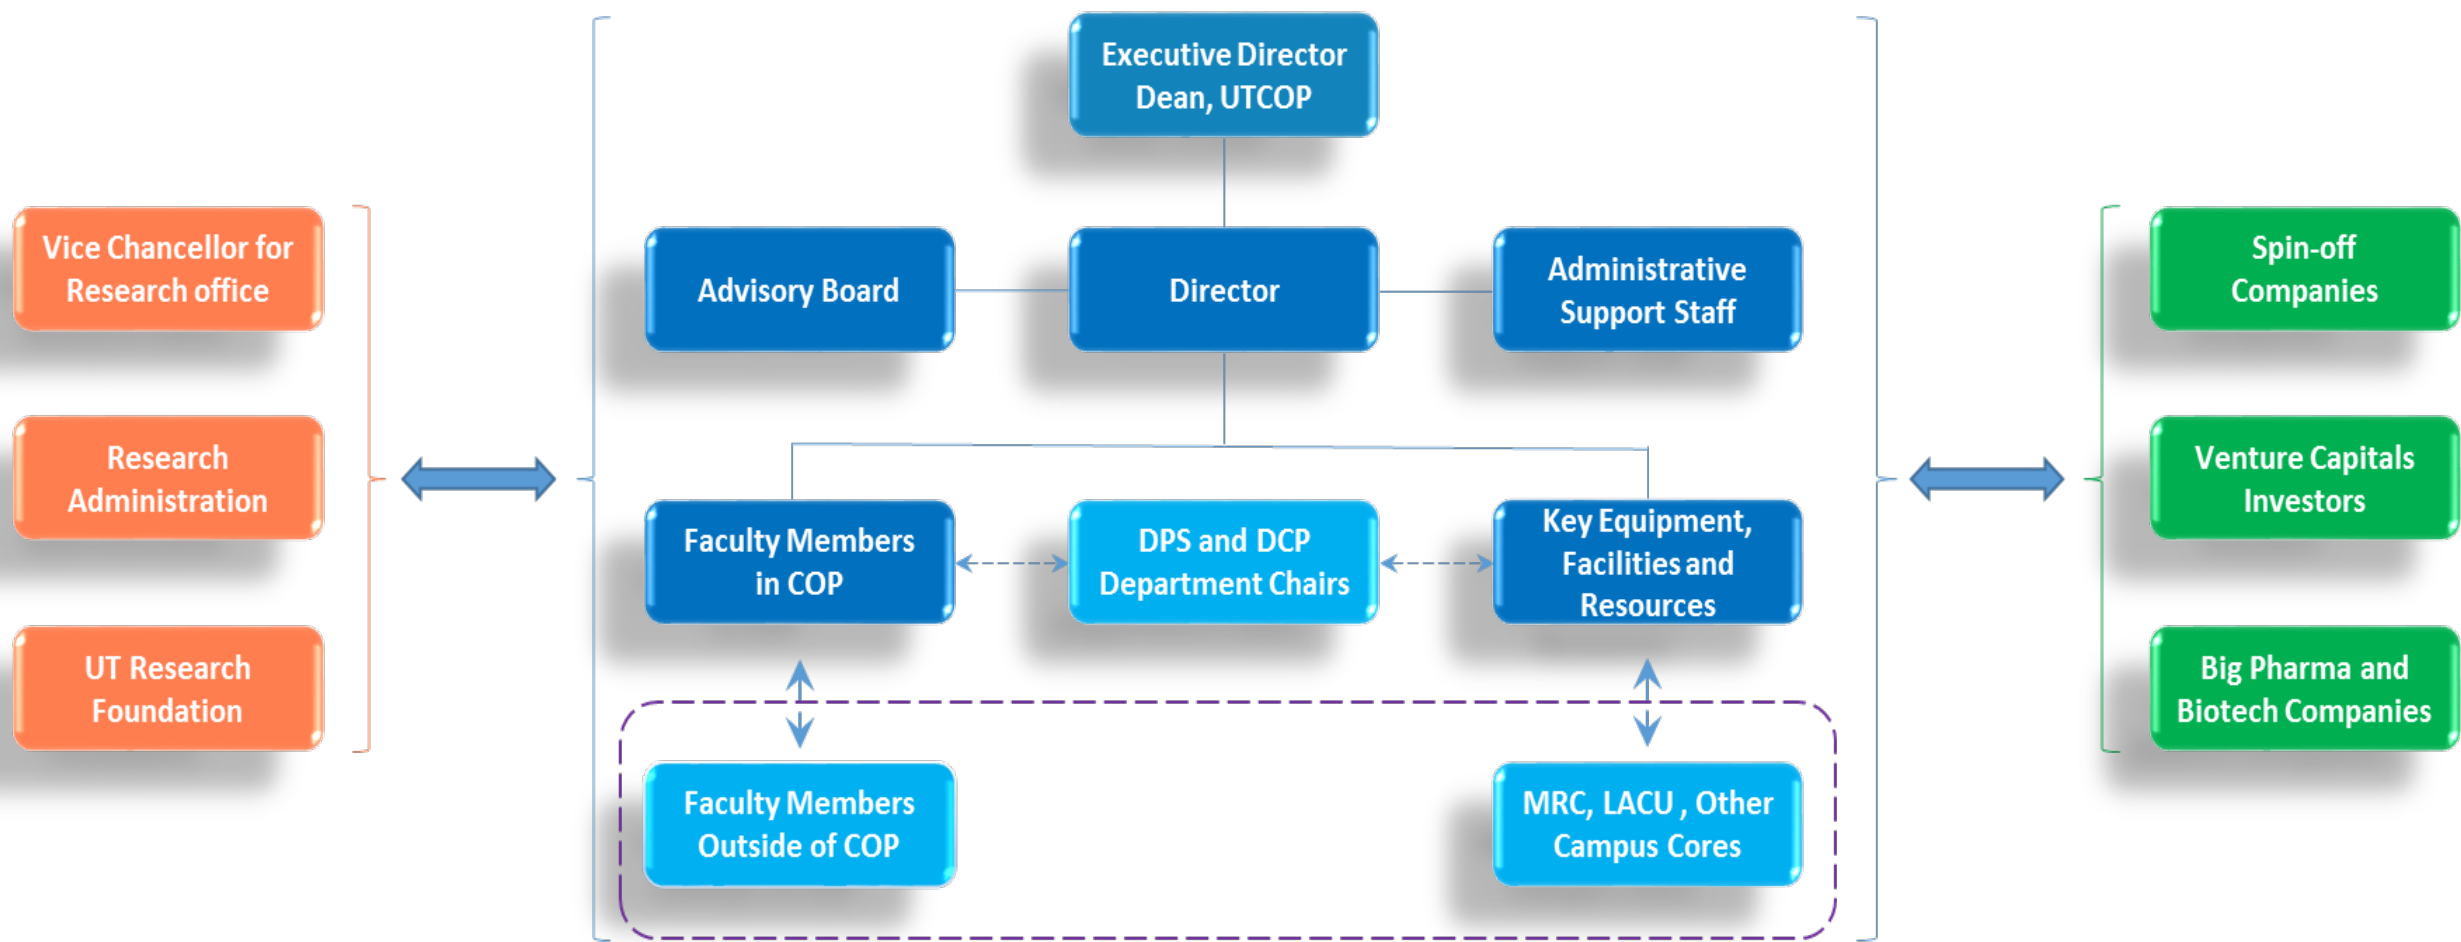 Executive Director
Dean, UTCOP
Vice Chancellor for
Research office
Research
Administration
UT Research
Foundation
Advisory Board
Director
Administrative
Support Staff
Faculty Members
in COP
DPS and DCP
Department Chairs
Key Equipment,
Facilities and
Resources
Faculty Members
Outside of COP
MRC, LACU , Other
Campus Cores
Spin-off
Companies
Venture Capitals
Investors
Big Pharma and
Biotech Companies